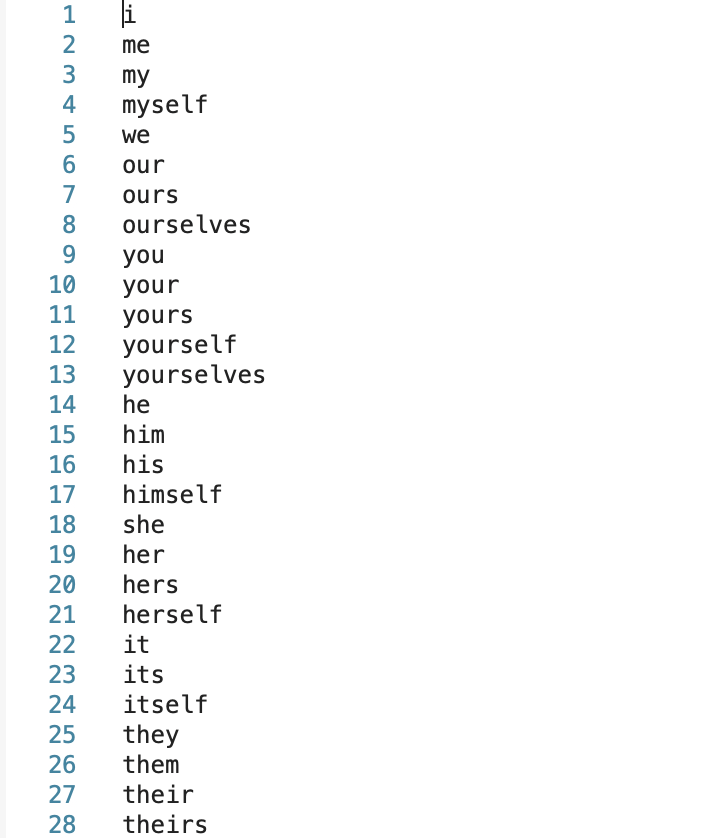 1 i
2 me
3 my
4 myself
5 we
6 our
7 ours
8 ourselves
9 you
10 your
11 yours
12 yourself
13 yourselves
14 he
15 him
16 his
17 himself
18 she
19 her
20 hers
21 herself
22 it
23 its
24 itself
25 they
26 them
27 their
28 theirs